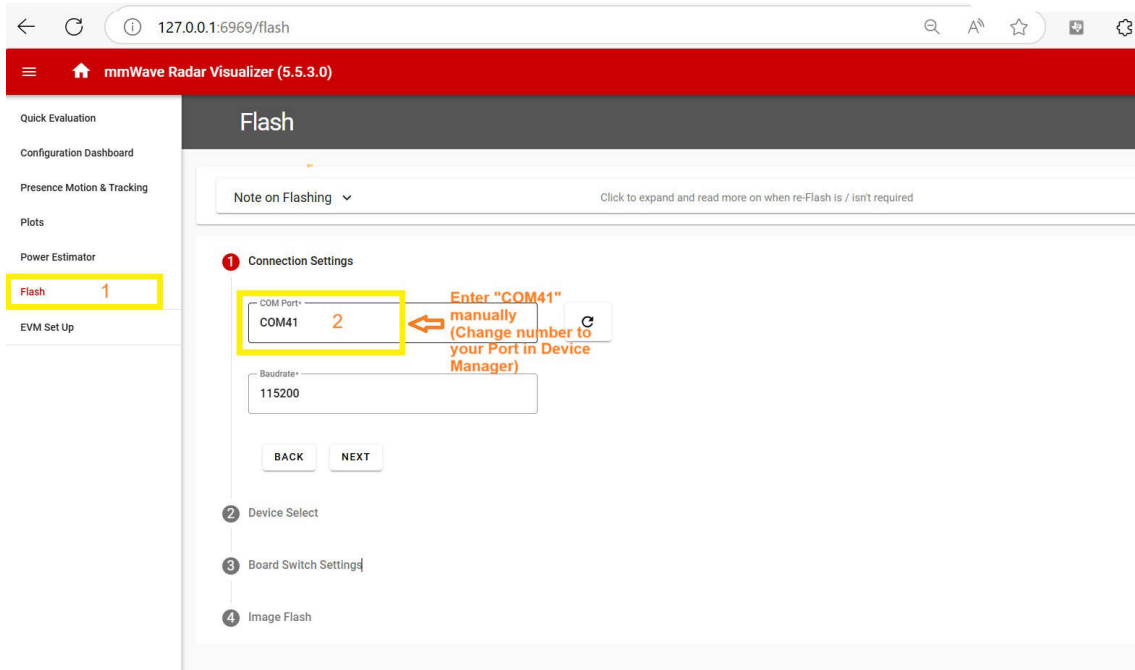 127.0.0.1:6969/flash
mmWave Radar Visualizer (5.5.3.0)
Quick Evaluation
Configuration Dashboard
Presence Motion & Tracking
Plots
Power Estimator
Flash 1
EVM Set Up
Flash
Note on Flashing
Click to expand and read more on when re-Flash is / isn't required
1 Connection Settings
COM Port*
COM41 2
Enter "COM41"
manually
(Change number to
your Port in Device
Manager)
Baudrate*
115200
BACK NEXT
2 Device Select
3 Board Switch Settings
4 Image Flash